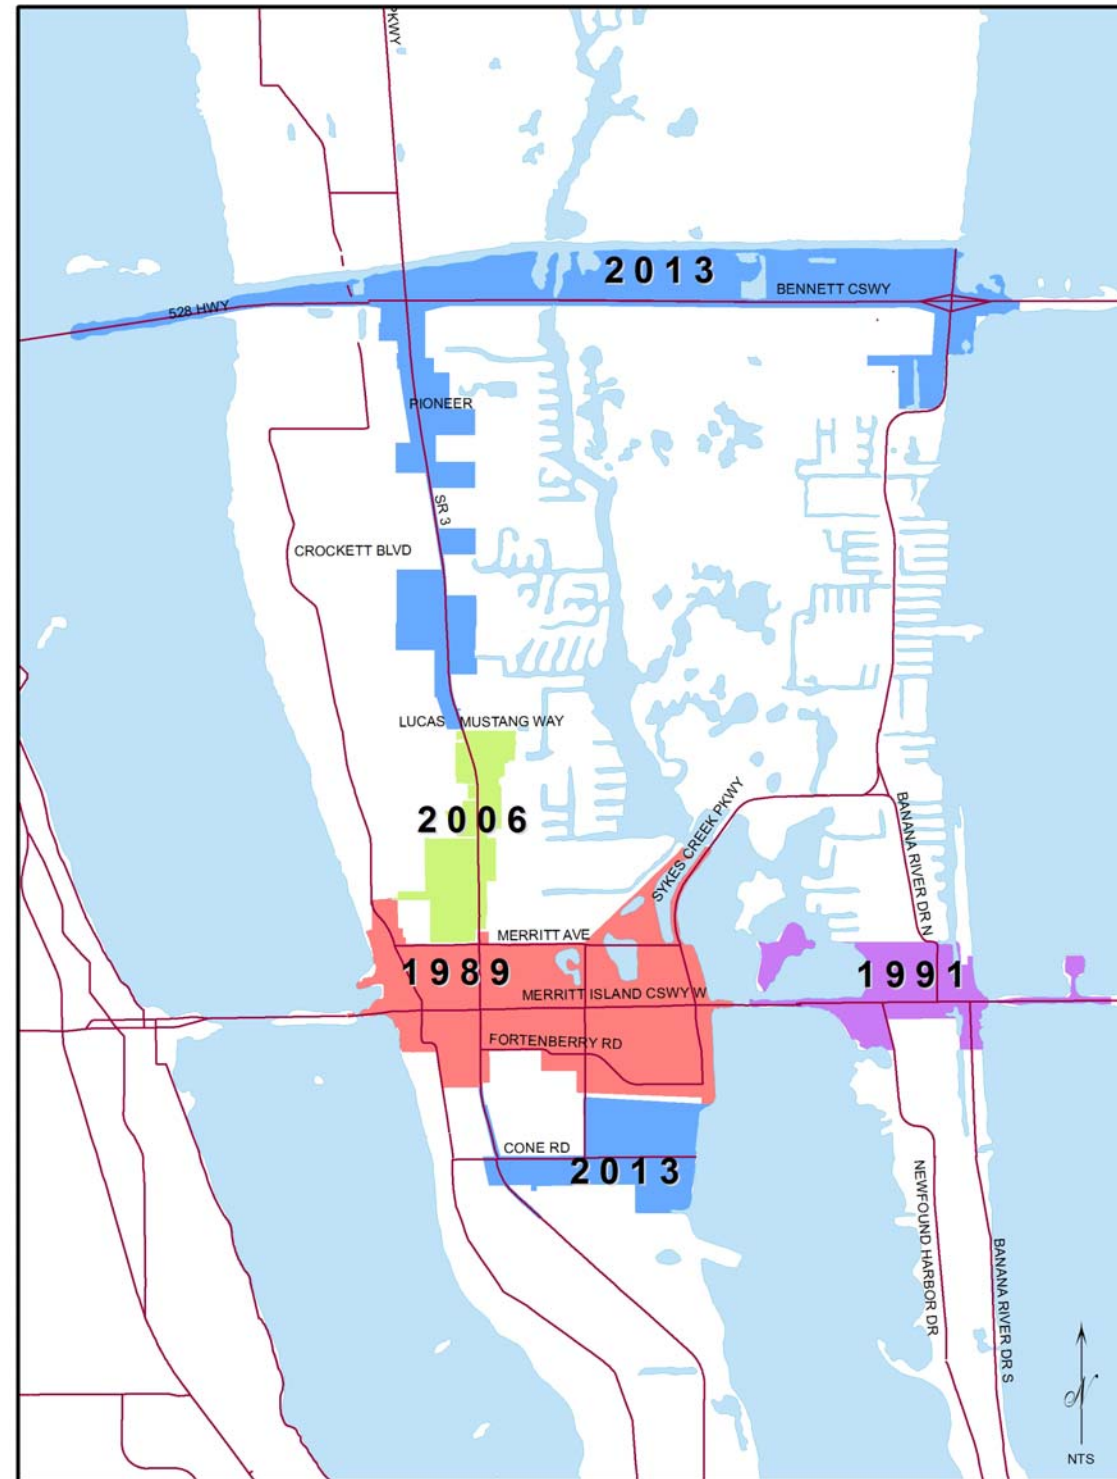 PKWY
2013
BENNETT CSWY
528 HWY
PIONEER
SR 3
CROCKETT BLVD
LUCAS
MUSTANG WAY
2006
SYKES CREEK PKWY
BANANA RIVER DR N
MERRITT AVE
1989
1991
MERRITT ISLAND CSWY W
FORTENBERRY RD
CONE RD
2013
NEWFOUND HARBOR DR
BANANA RIVER DR S
N
NTS